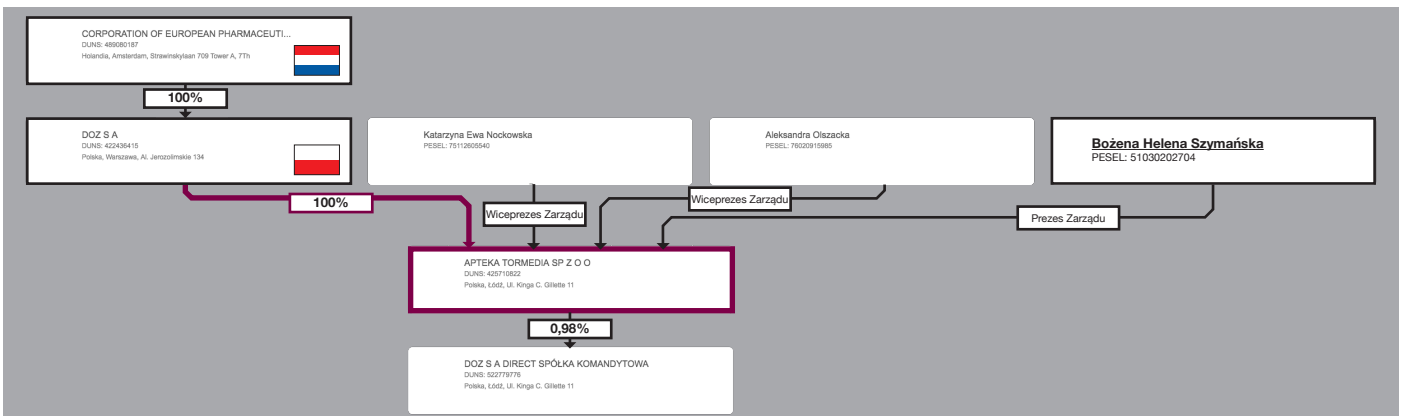 CORPORATION OF EUROPEAN PHARMACEUTI...
DUNS: 489080187
Holandia, Amsterdam, Strawinskylaan 709 Tower A, 7Th
100%
DOZ S A
DUNS: 422436415
Polska, Warszawa, Al. Jerozolimskie 134
Katarzyna Ewa Nockowska
PESEL: 75112605540
Aleksandra Olszacka
PESEL: 76020915985
Bożena Helena Szymańska
PESEL: 51030202704
100%
Wiceprezes Zarządu
Wiceprezes Zarządu
Prezes Zarządu
APTEKA TORMEDIA SP Z O O
DUNS: 425710822
Polska, Łódź, Ul. Kinga C. Gillette 11
0,98%
DOZ S A DIRECT SPÓŁKA KOMANDYTOWA
DUNS: 522779776
Polska, Łódź, Ul. Kinga C. Gillette 11